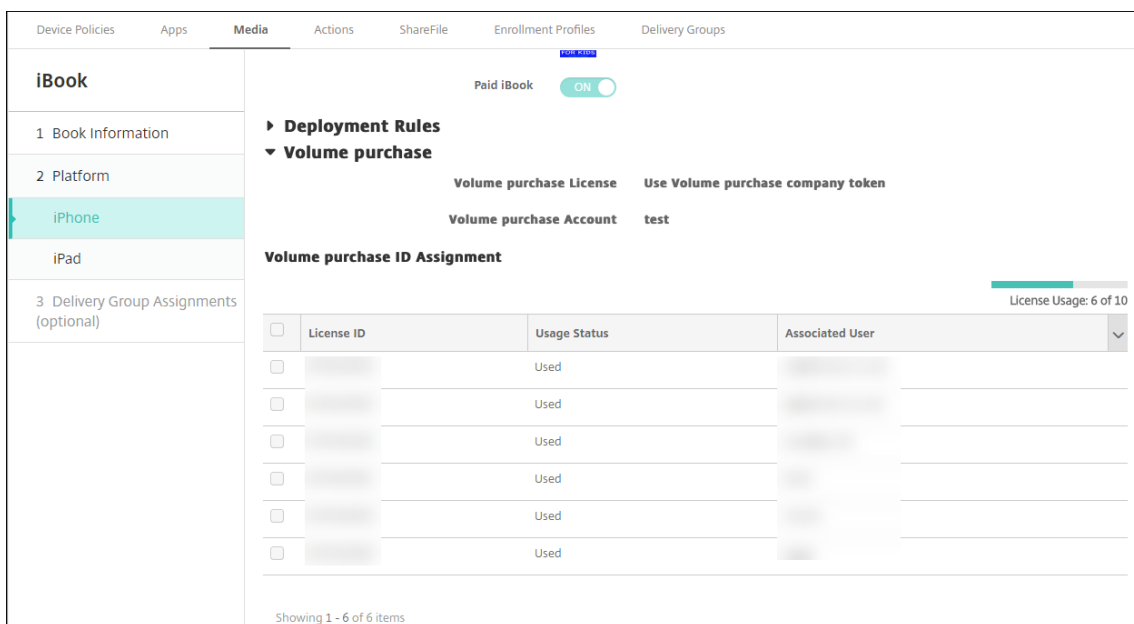 Device Policies Apps Media Actions ShareFile Enrollment Profiles Delivery Groups
FOR KIDS
iBook
Paid iBook ON
1 Book Information
2 Platform
iPhone
iPad
3 Delivery Group Assignments
(optional)
Deployment Rules
Volume purchase
Volume purchase License Use Volume purchase company token
Volume purchase Account test
Volume purchase ID Assignment
License Usage: 6 of 10
License ID Usage Status Associated User
Used
Used
Used
Used
Used
Used
Showing 1 - 6 of 6 items